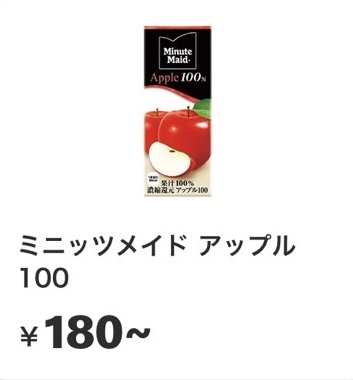 Minute
Maid
Apple 100%
果汁100%
濃縮還元 アップル100
ミニッツメイド アップル
100
¥180~